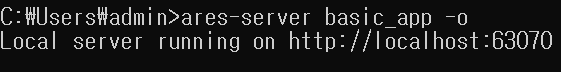 C:₩Users₩admin>ares-server basic_app -o
Local server running on http://localhost:63070